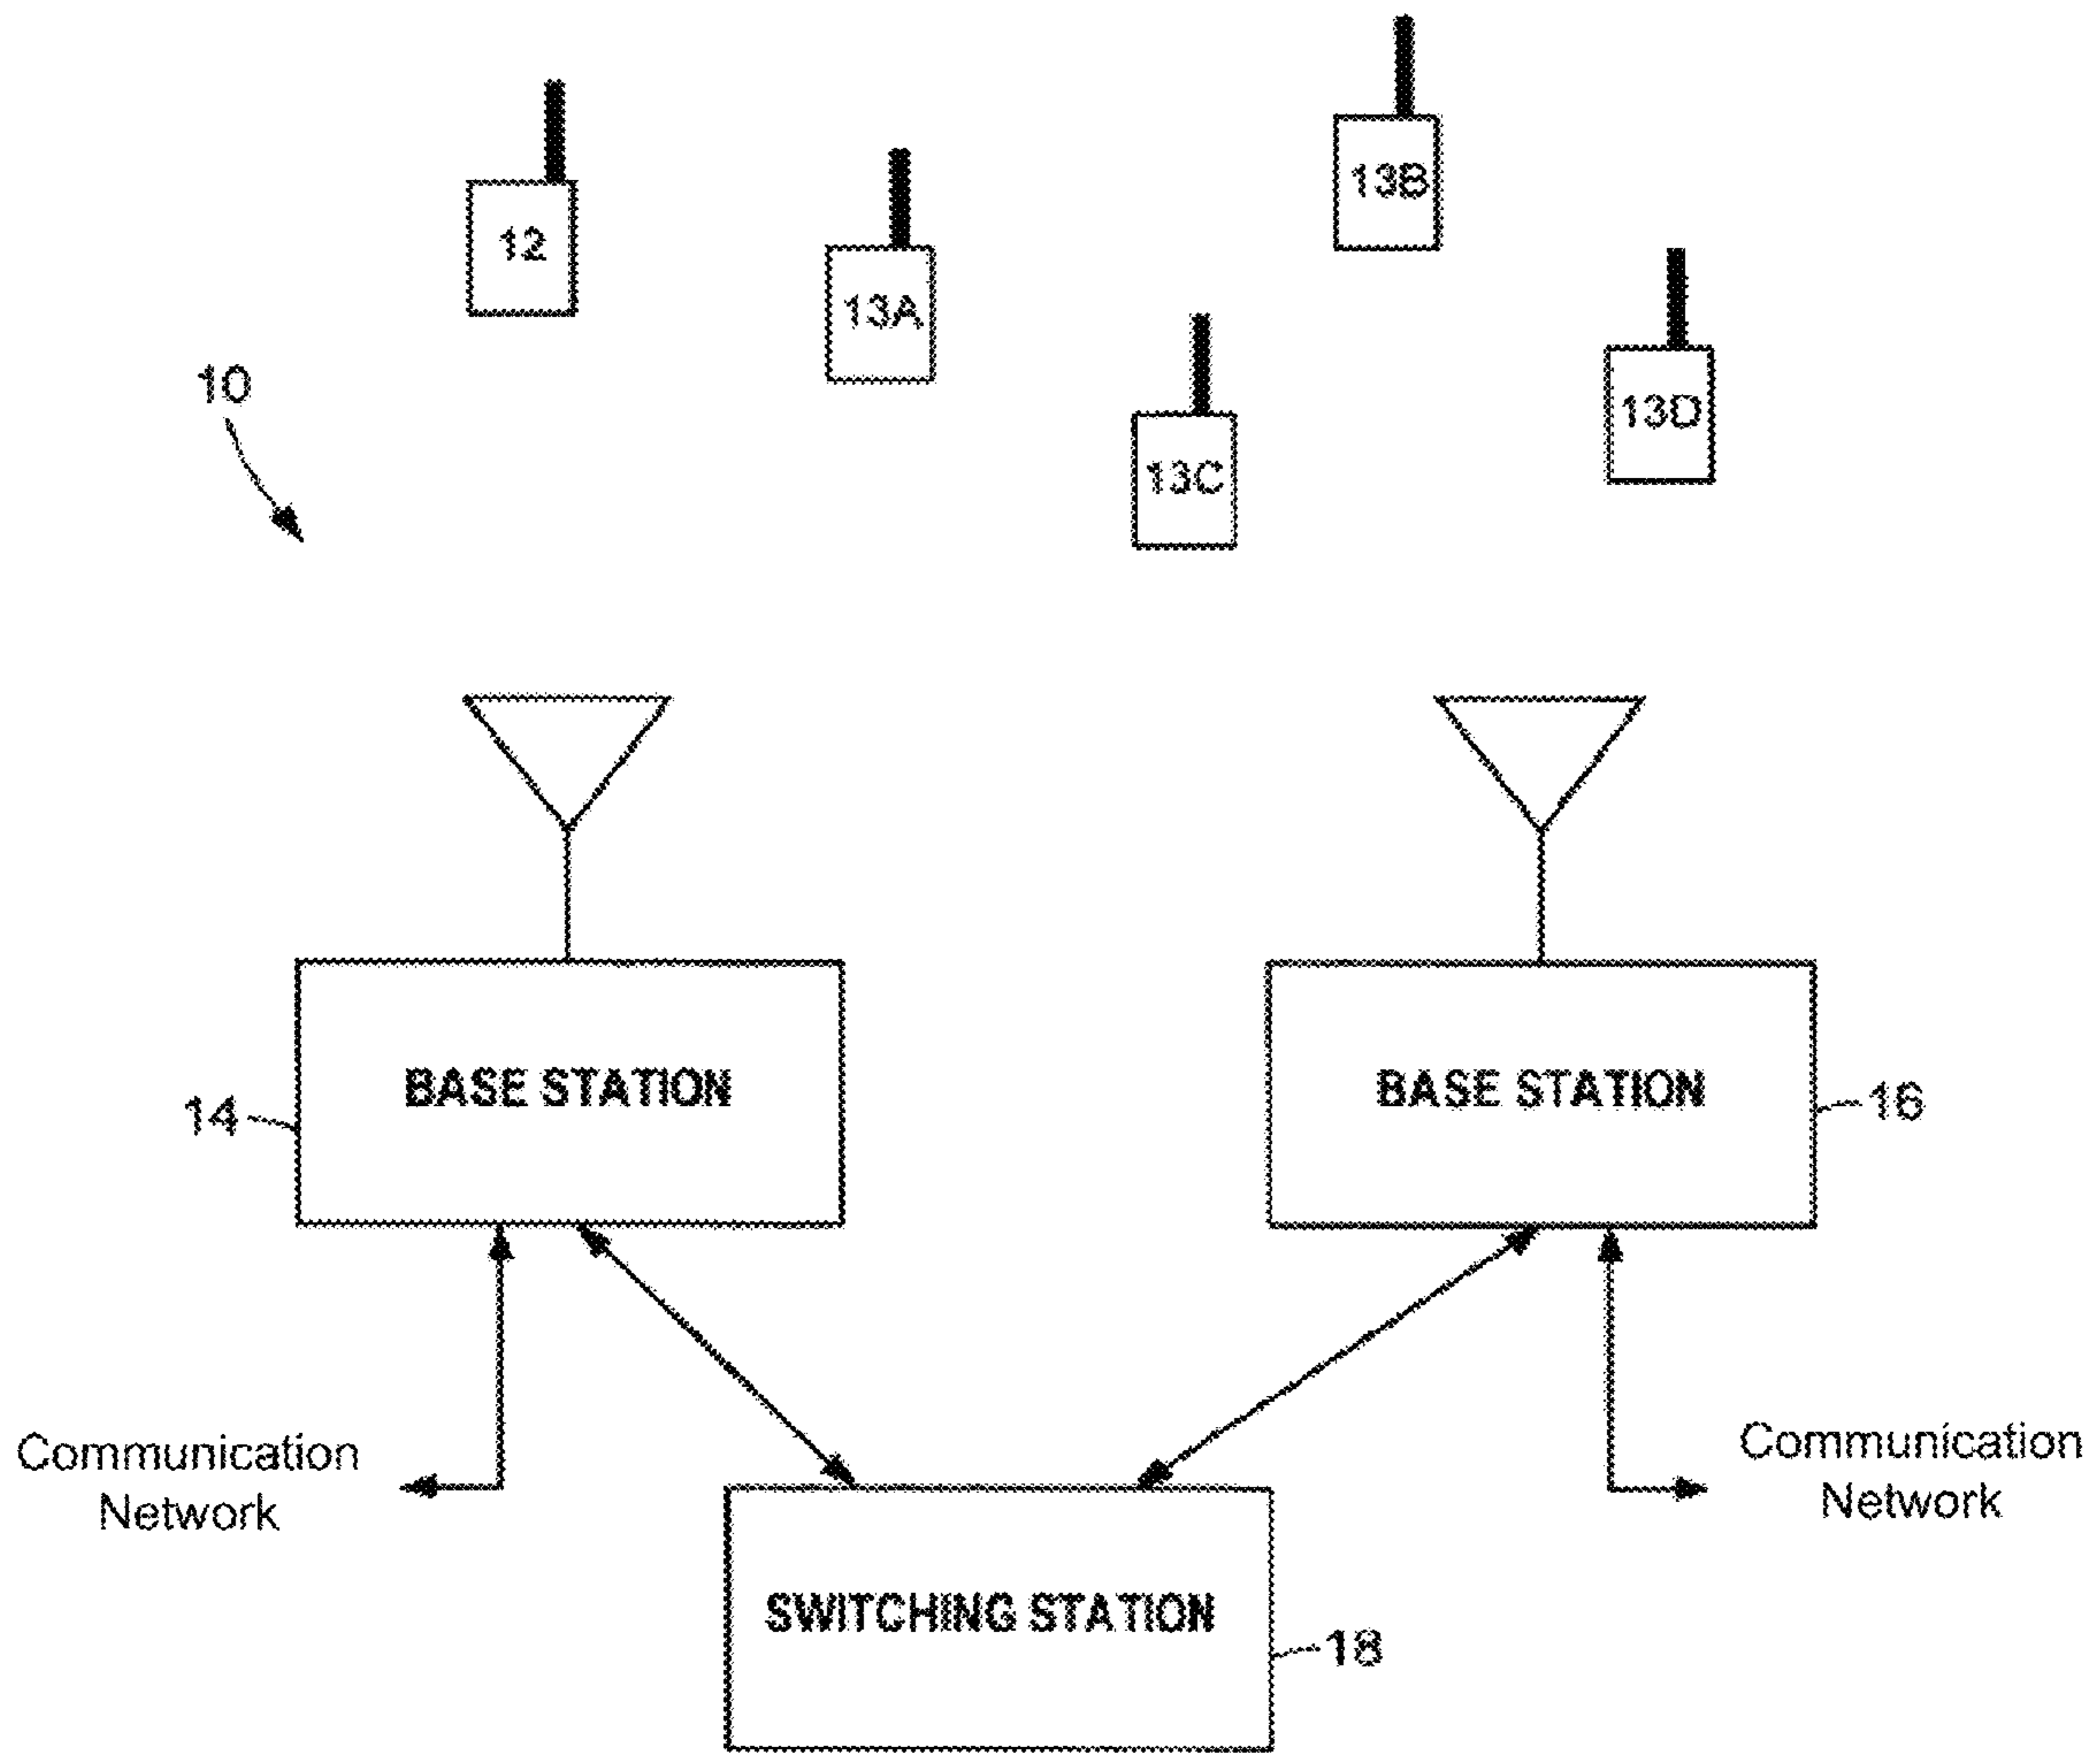 13B
12
13A
10
13D
13C
BASE STATION
BASE STATION
14
16
Communication
Network
Communication
Network
SWITCHING STATION
18